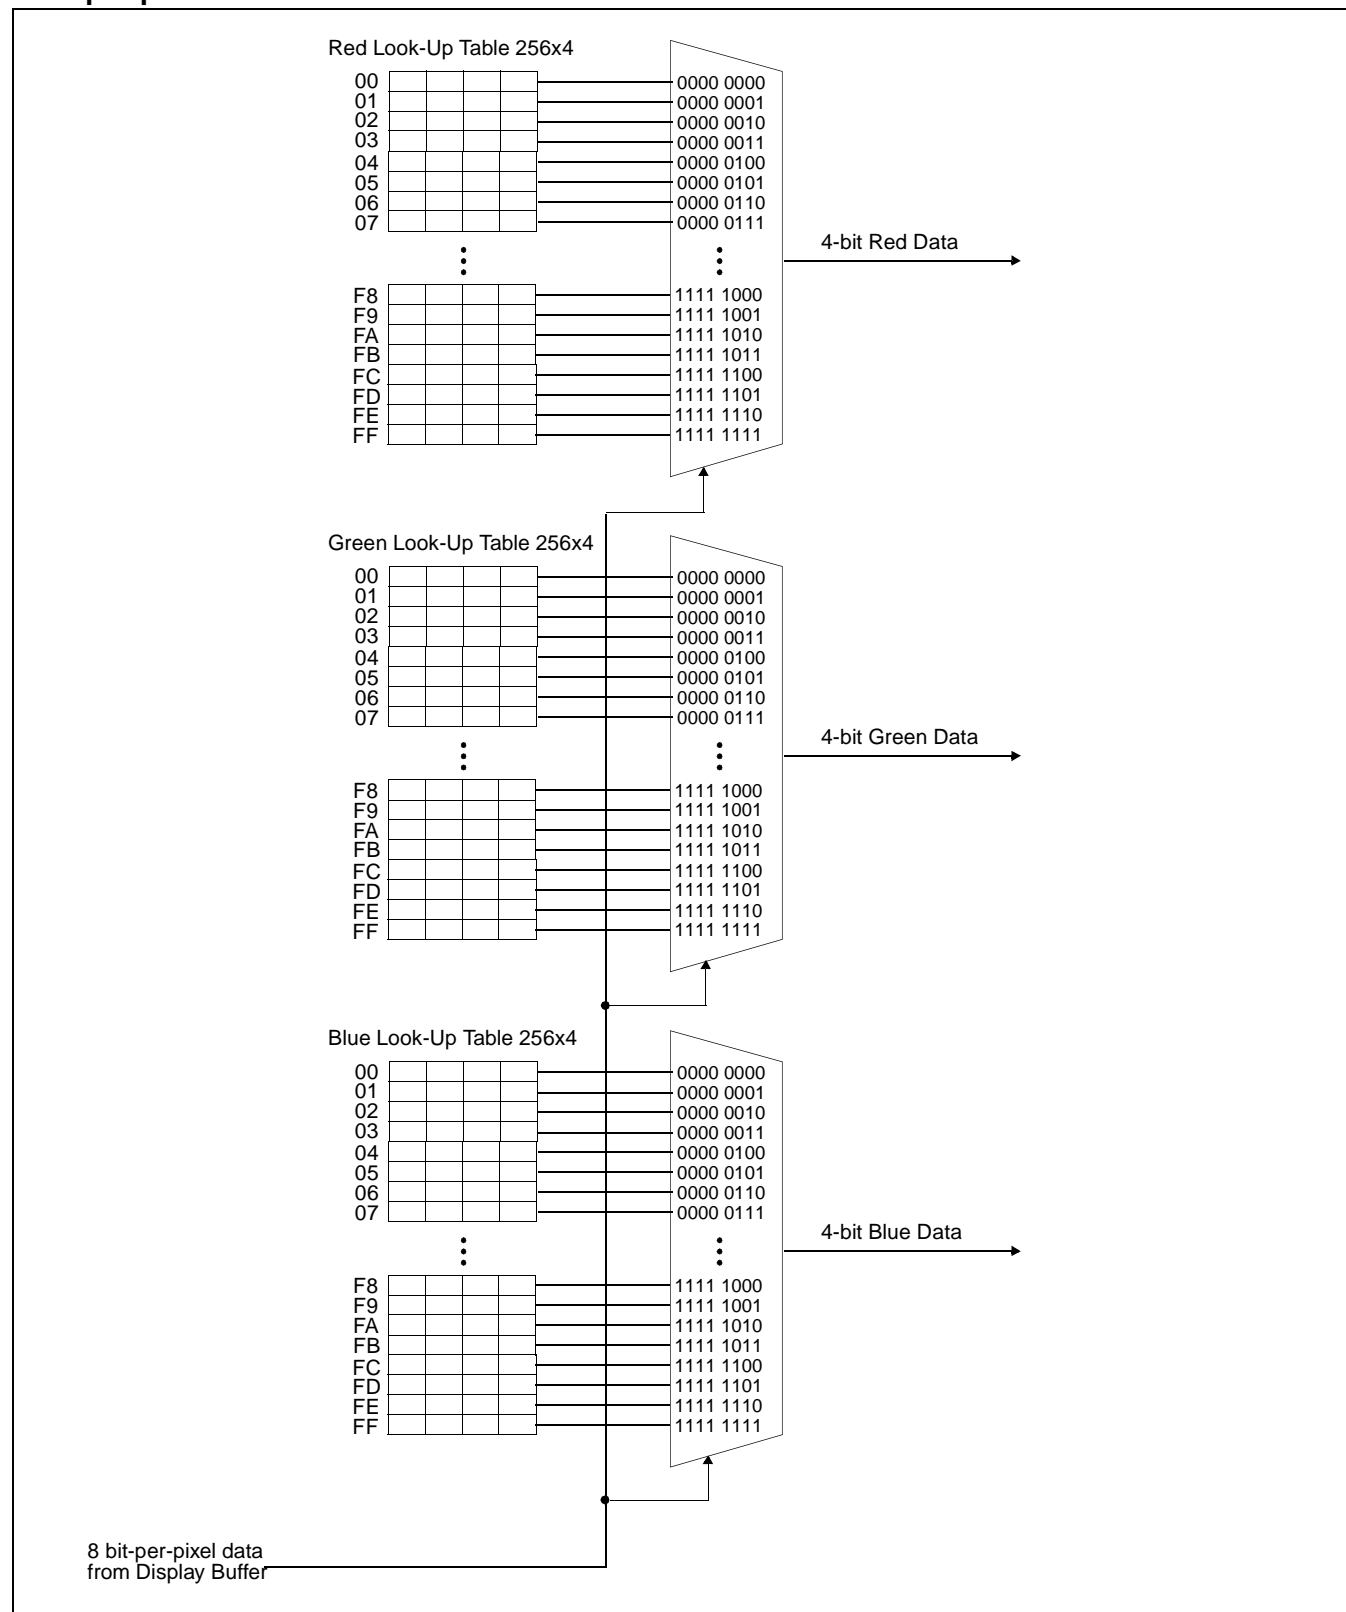 Red Look-Up Table 256x4
00 0000 0000
01 0000 0001
02 0000 0010
03 0000 0011
04 0000 0100
05 0000 0101
06 0000 0110
07 0000 0111
4-bit Red Data
F8 1111 1000
F9 1111 1001
FA 1111 1010
FB 1111 1011
FC 1111 1100
FD 1111 1101
FE 1111 1110
FF 1111 1111
Green Look-Up Table 256x4
00 0000 0000
01 0000 0001
02 0000 0010
03 0000 0011
04 0000 0100
05 0000 0101
06 0000 0110
07 0000 0111
4-bit Green Data
F8 1111 1000
F9 1111 1001
FA 1111 1010
FB 1111 1011
FC 1111 1100
FD 1111 1101
FE 1111 1110
FF 1111 1111
Blue Look-Up Table 256x4
00 0000 0000
01 0000 0001
02 0000 0010
03 0000 0011
04 0000 0100
05 0000 0101
06 0000 0110
07 0000 0111
4-bit Blue Data
F8 1111 1000
F9 1111 1001
FA 1111 1010
FB 1111 1011
FC 1111 1100
FD 1111 1101
FE 1111 1110
FF 1111 1111
8 bit-per-pixel data
from Display Buffer